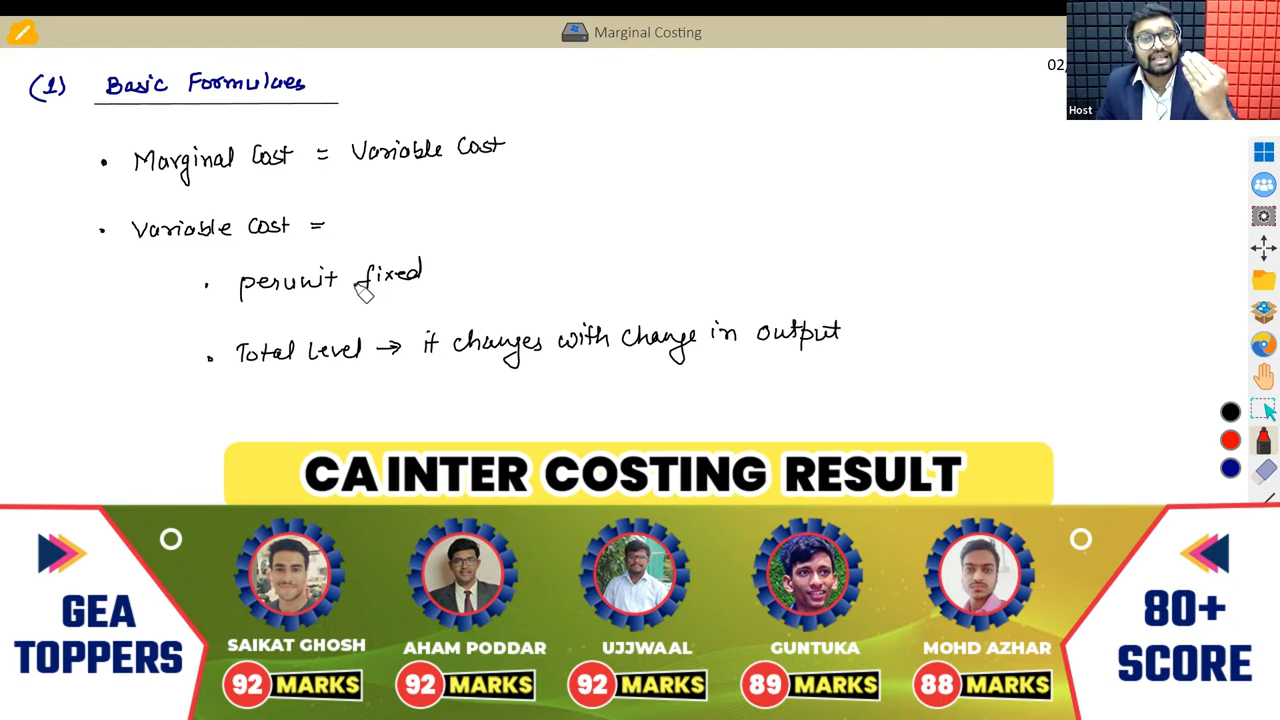 Marginal Costing
02/
Host
(1) Basic Formulaes
• Marginal Cost = Variable Cost
• Variable Cost =
• perunit fixed
• Total Level → it changes with change in output
CA INTER COSTING RESULT
GEA TOPPERS
SAIKAT GHOSH
92 MARKS
AHAM PODDAR
92 MARKS
UJJWAAL
92 MARKS
GUNTUKA
89 MARKS
MOHD AZHAR
88 MARKS
80+ SCORE